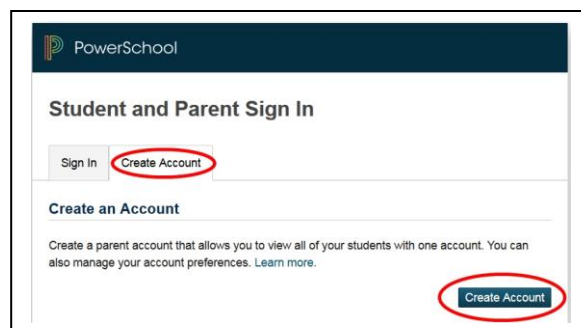 PowerSchool
Student and Parent Sign In
Sign In Create Account
Create an Account
Create a parent account that allows you to view all of your students with one account. You can
also manage your account preferences. Learn more.
Create Account